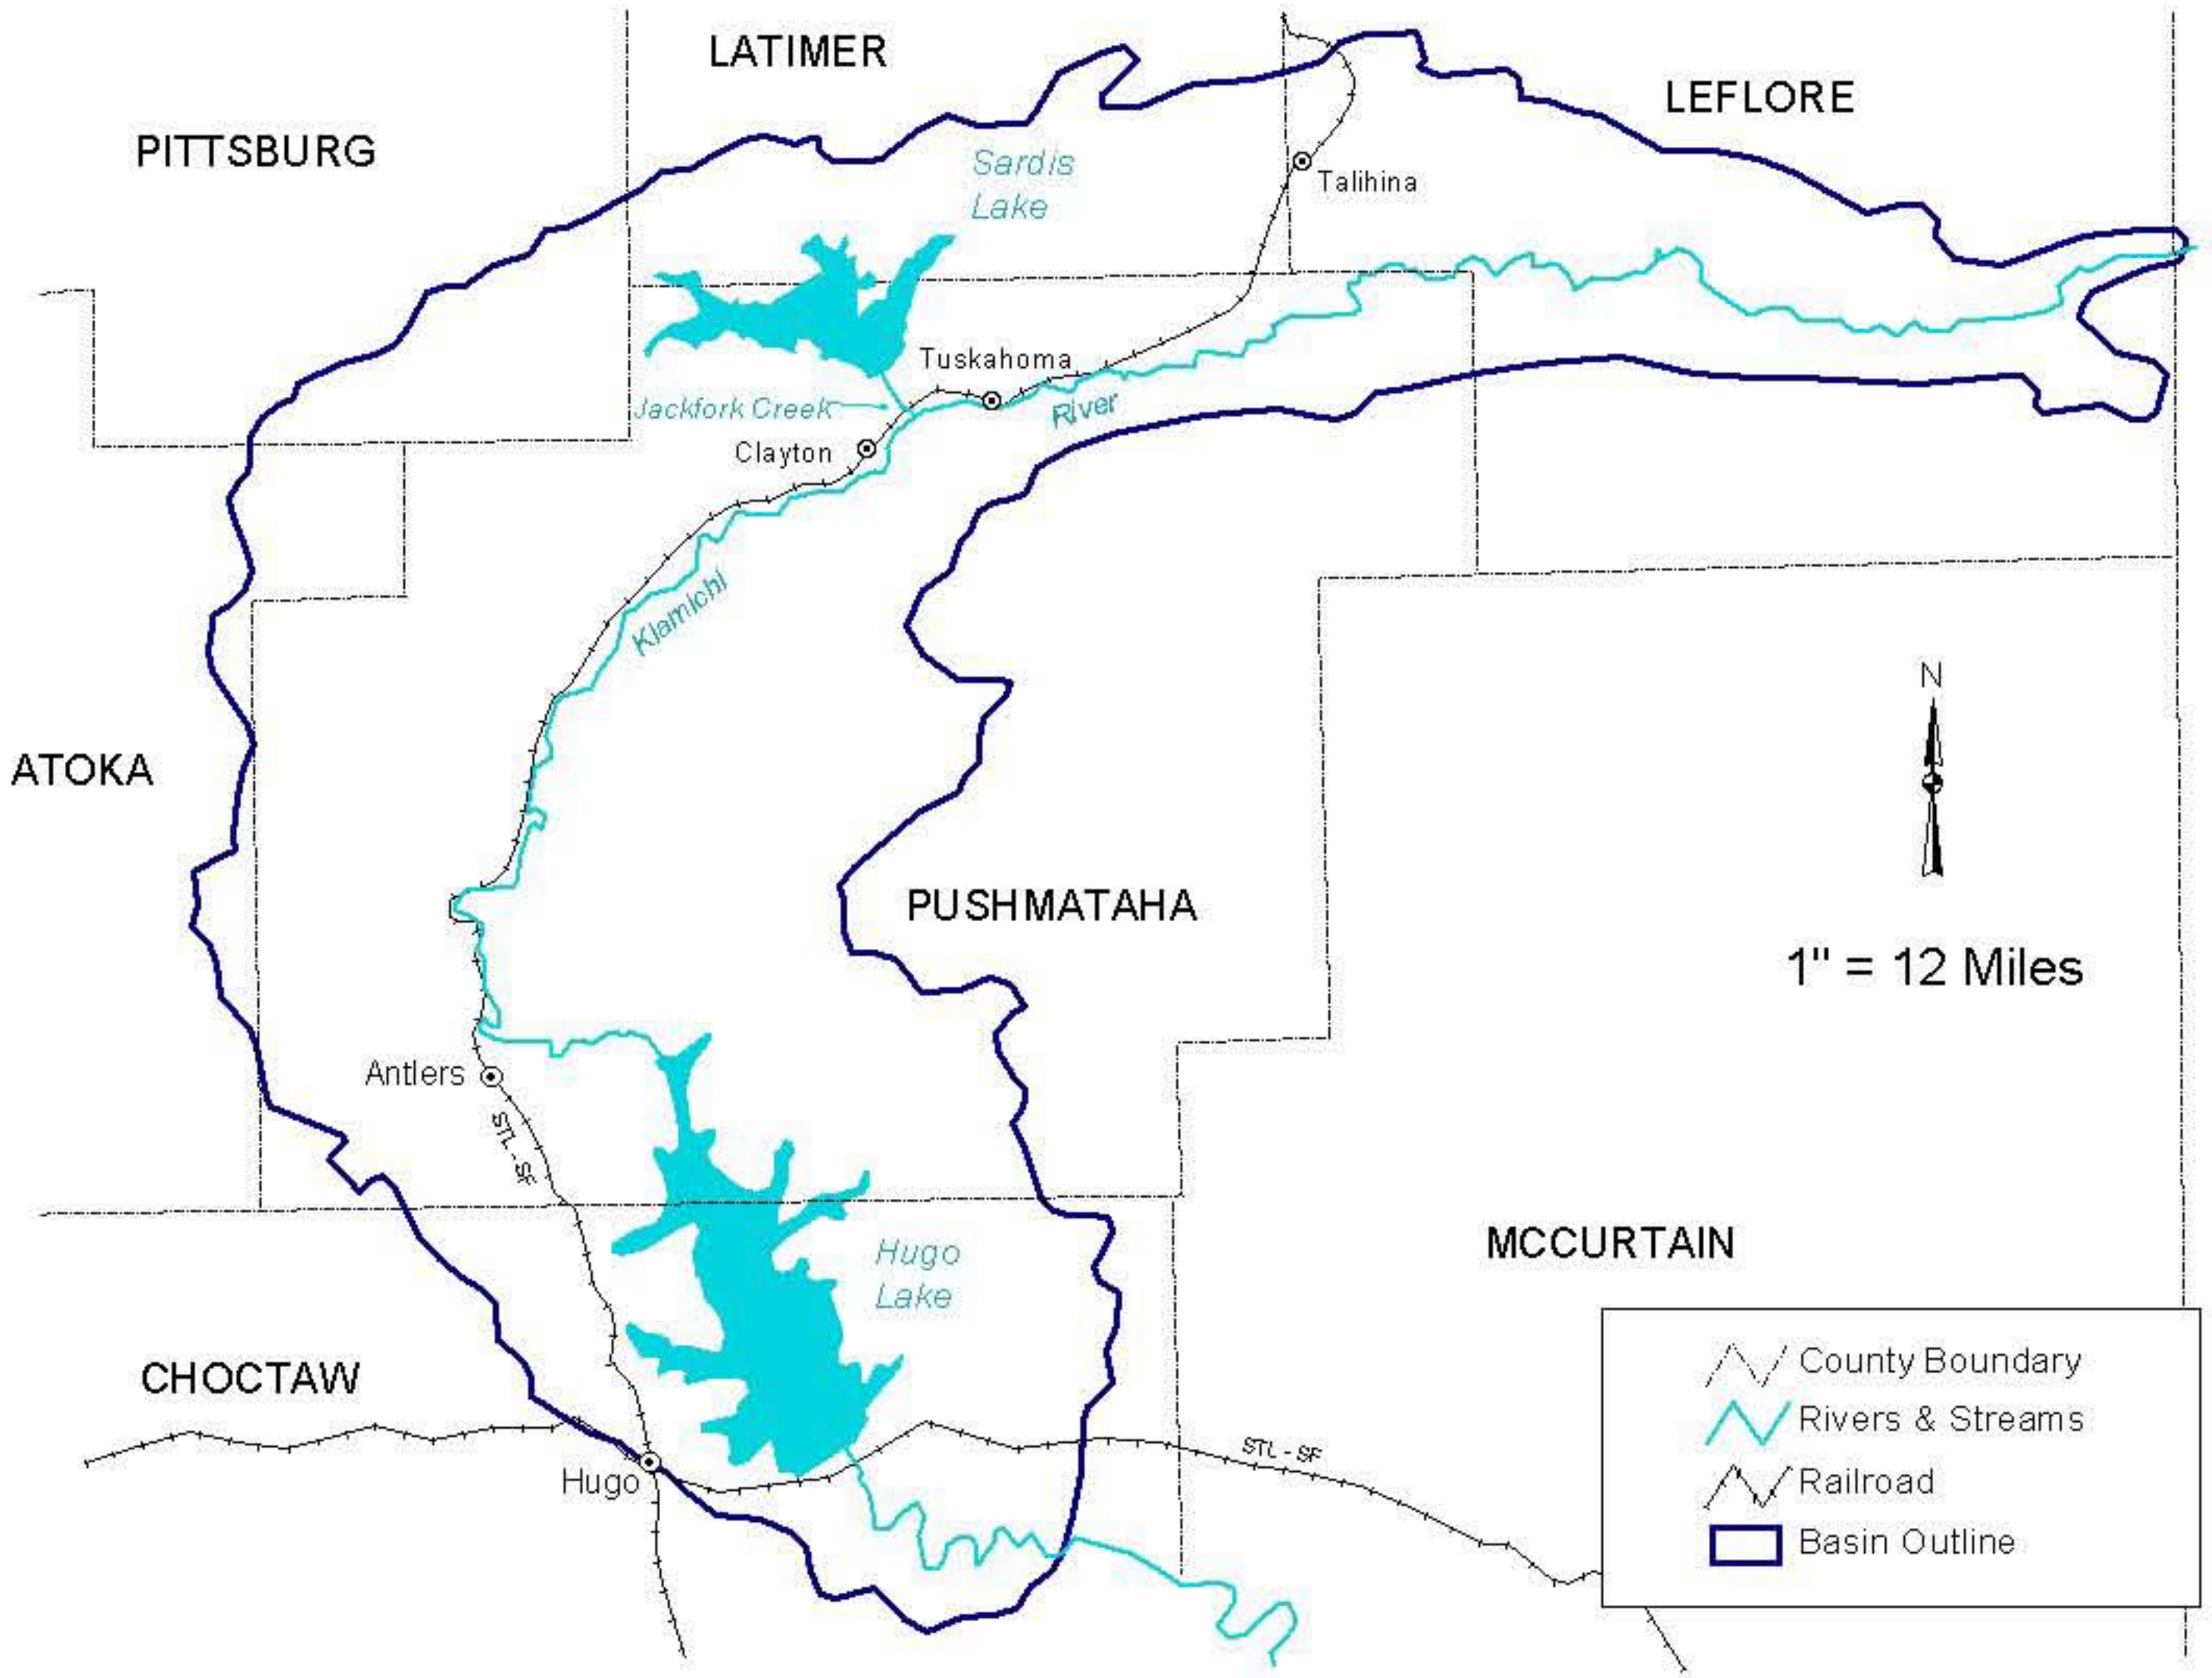 LATIMER
LEFLORE
PITTSBURG
Sardis
Lake
Talihina
Tuskahoma
Jackfork Creek
River
Clayton
Kiamichi
N
ATOKA
PUSHMATAHA
1" = 12 Miles
Antlers
STL - SF
MCCURTAIN
Hugo
Lake
CHOCTAW
STL - SF
Hugo
County Boundary
Rivers & Streams
Railroad
Basin Outline